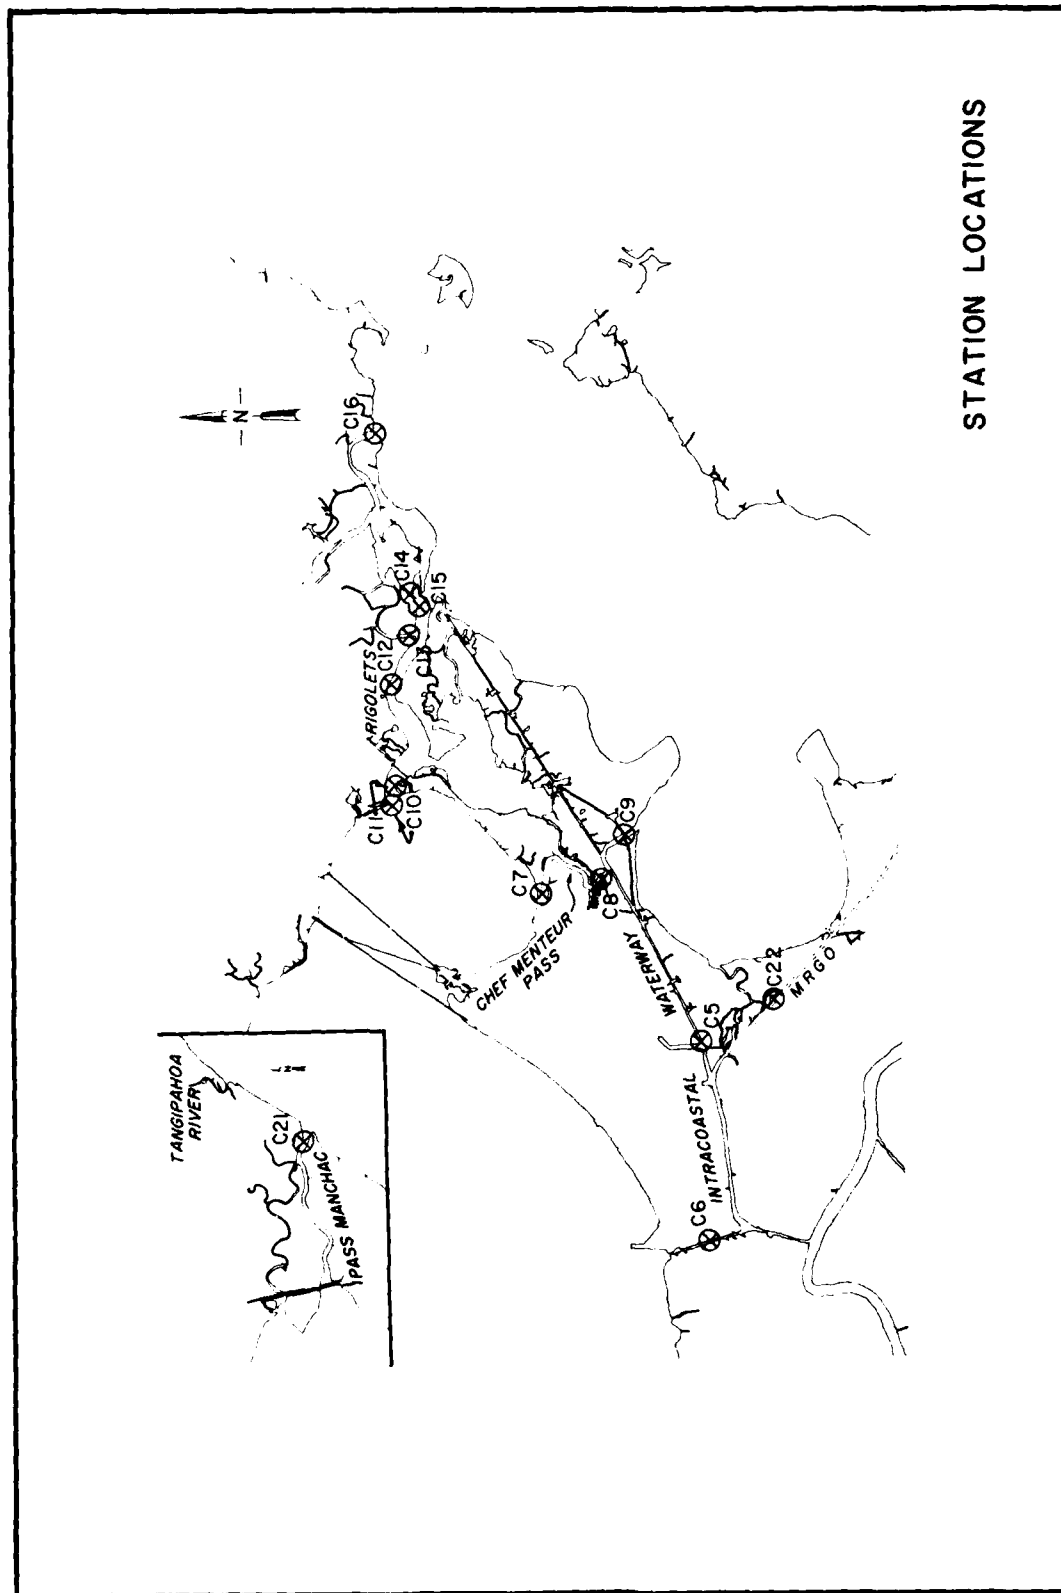 TANGIPAHOA
RIVER
C21
PASS MANCHAC
N
N
C16
C14
C15
C12
C13
RIGOLETS
C11
C10
C7
CHEF MENTEUR
PASS
C8
C9
WATERWAY
INTRACOASTAL
C5
C22
MRGO
C6
STATION LOCATIONS